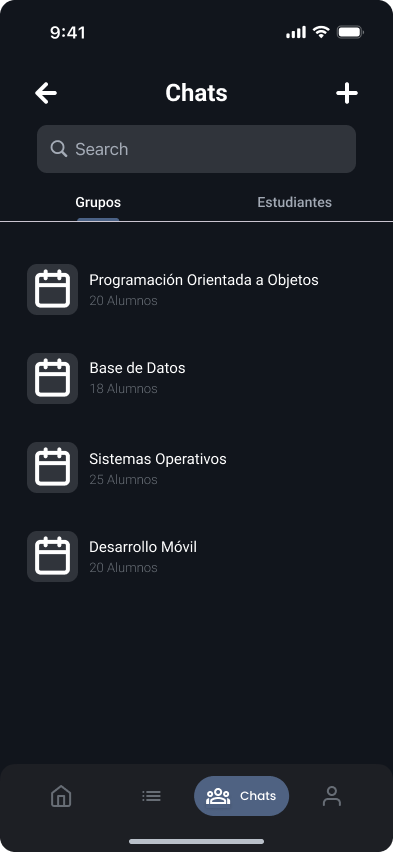 9:41
Chats
Search
Grupos
Estudiantes
Programación Orientada a Objetos
20 Alumnos
Base de Datos
18 Alumnos
Sistemas Operativos
25 Alumnos
Desarrollo Móvil
20 Alumnos
Chats